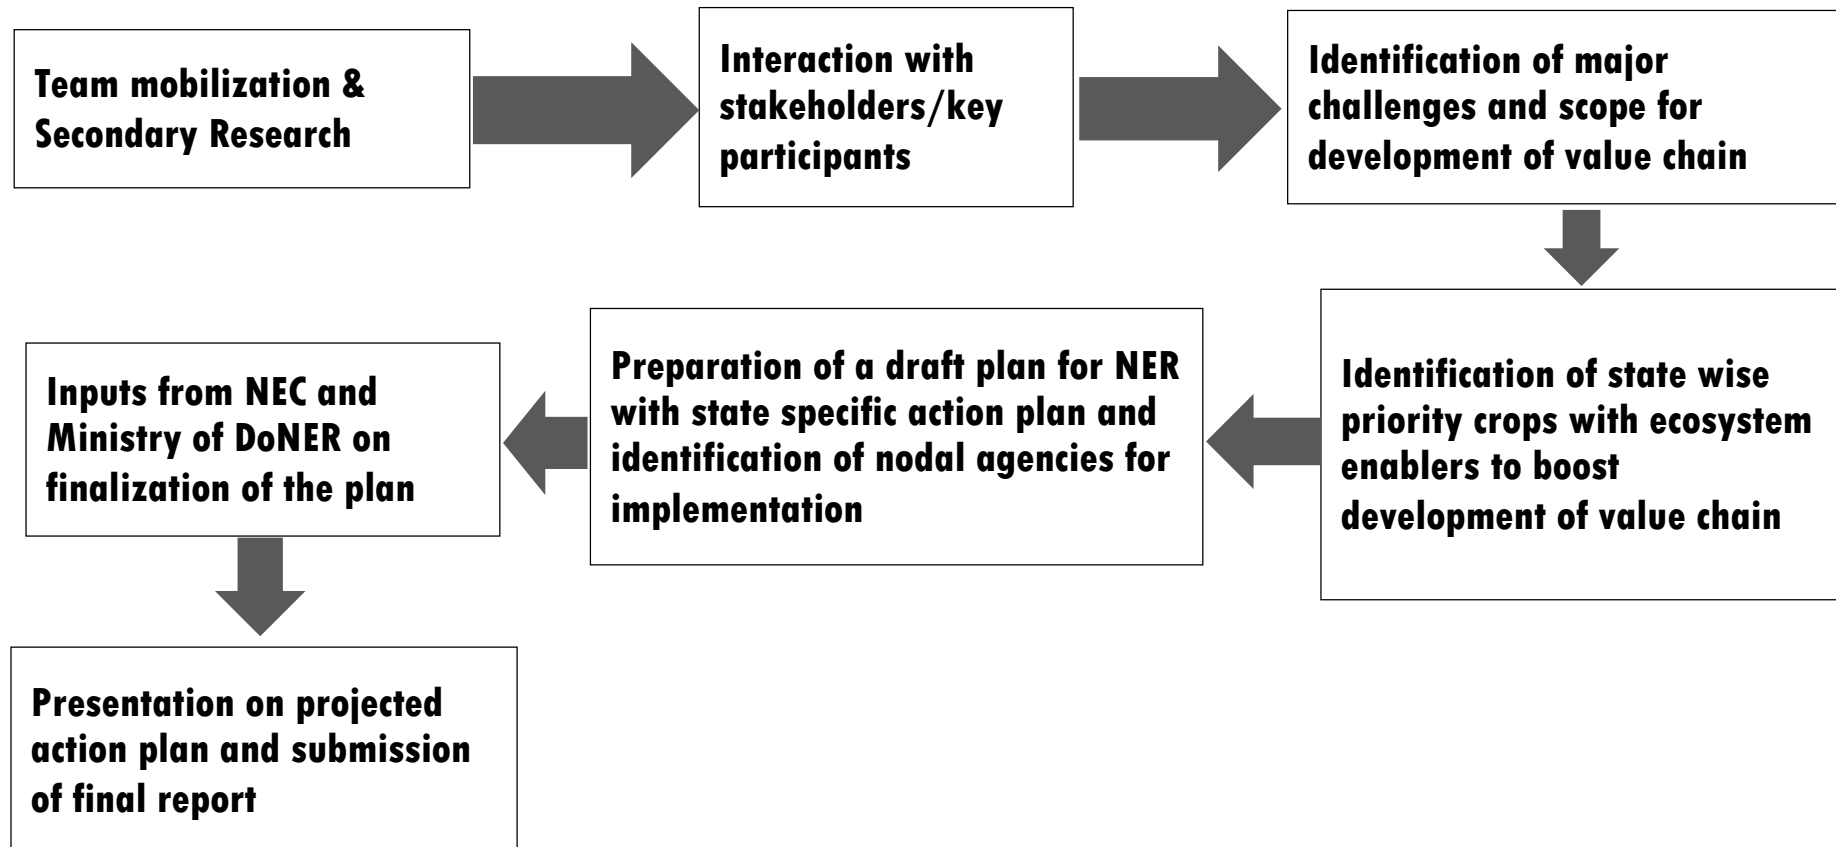 Team mobilization &
Secondary Research
Interaction with
stakeholders/key
participants
Identification of major
challenges and scope for
development of value chain
Identification of state wise
priority crops with ecosystem
enablers to boost
development of value chain
Preparation of a draft plan for NER
with state specific action plan and
identification of nodal agencies for
implementation
Inputs from NEC and
Ministry of DoNER on
finalization of the plan
Presentation on projected
action plan and submission
of final report